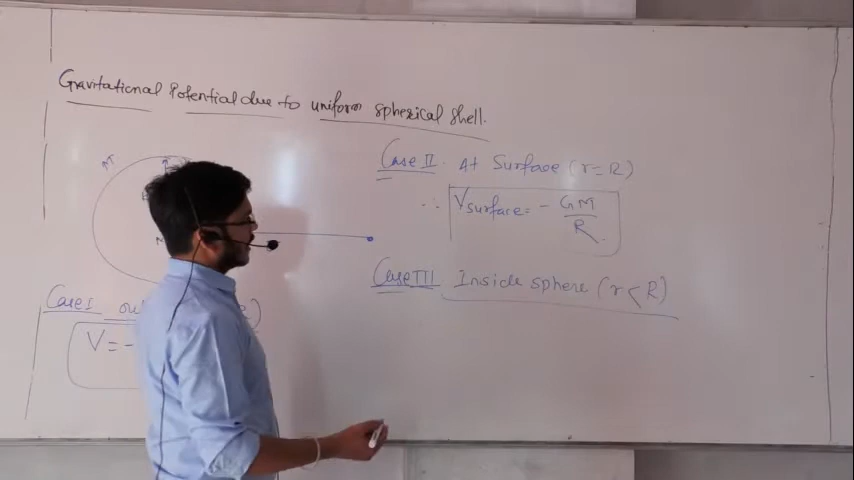 Gravitational Potential due to uniform spherical shell.
Case I
V = -
Case II. At Surface (r=R)
∴ Vsurface = - GM/R.
Case III Inside sphere (r<R)